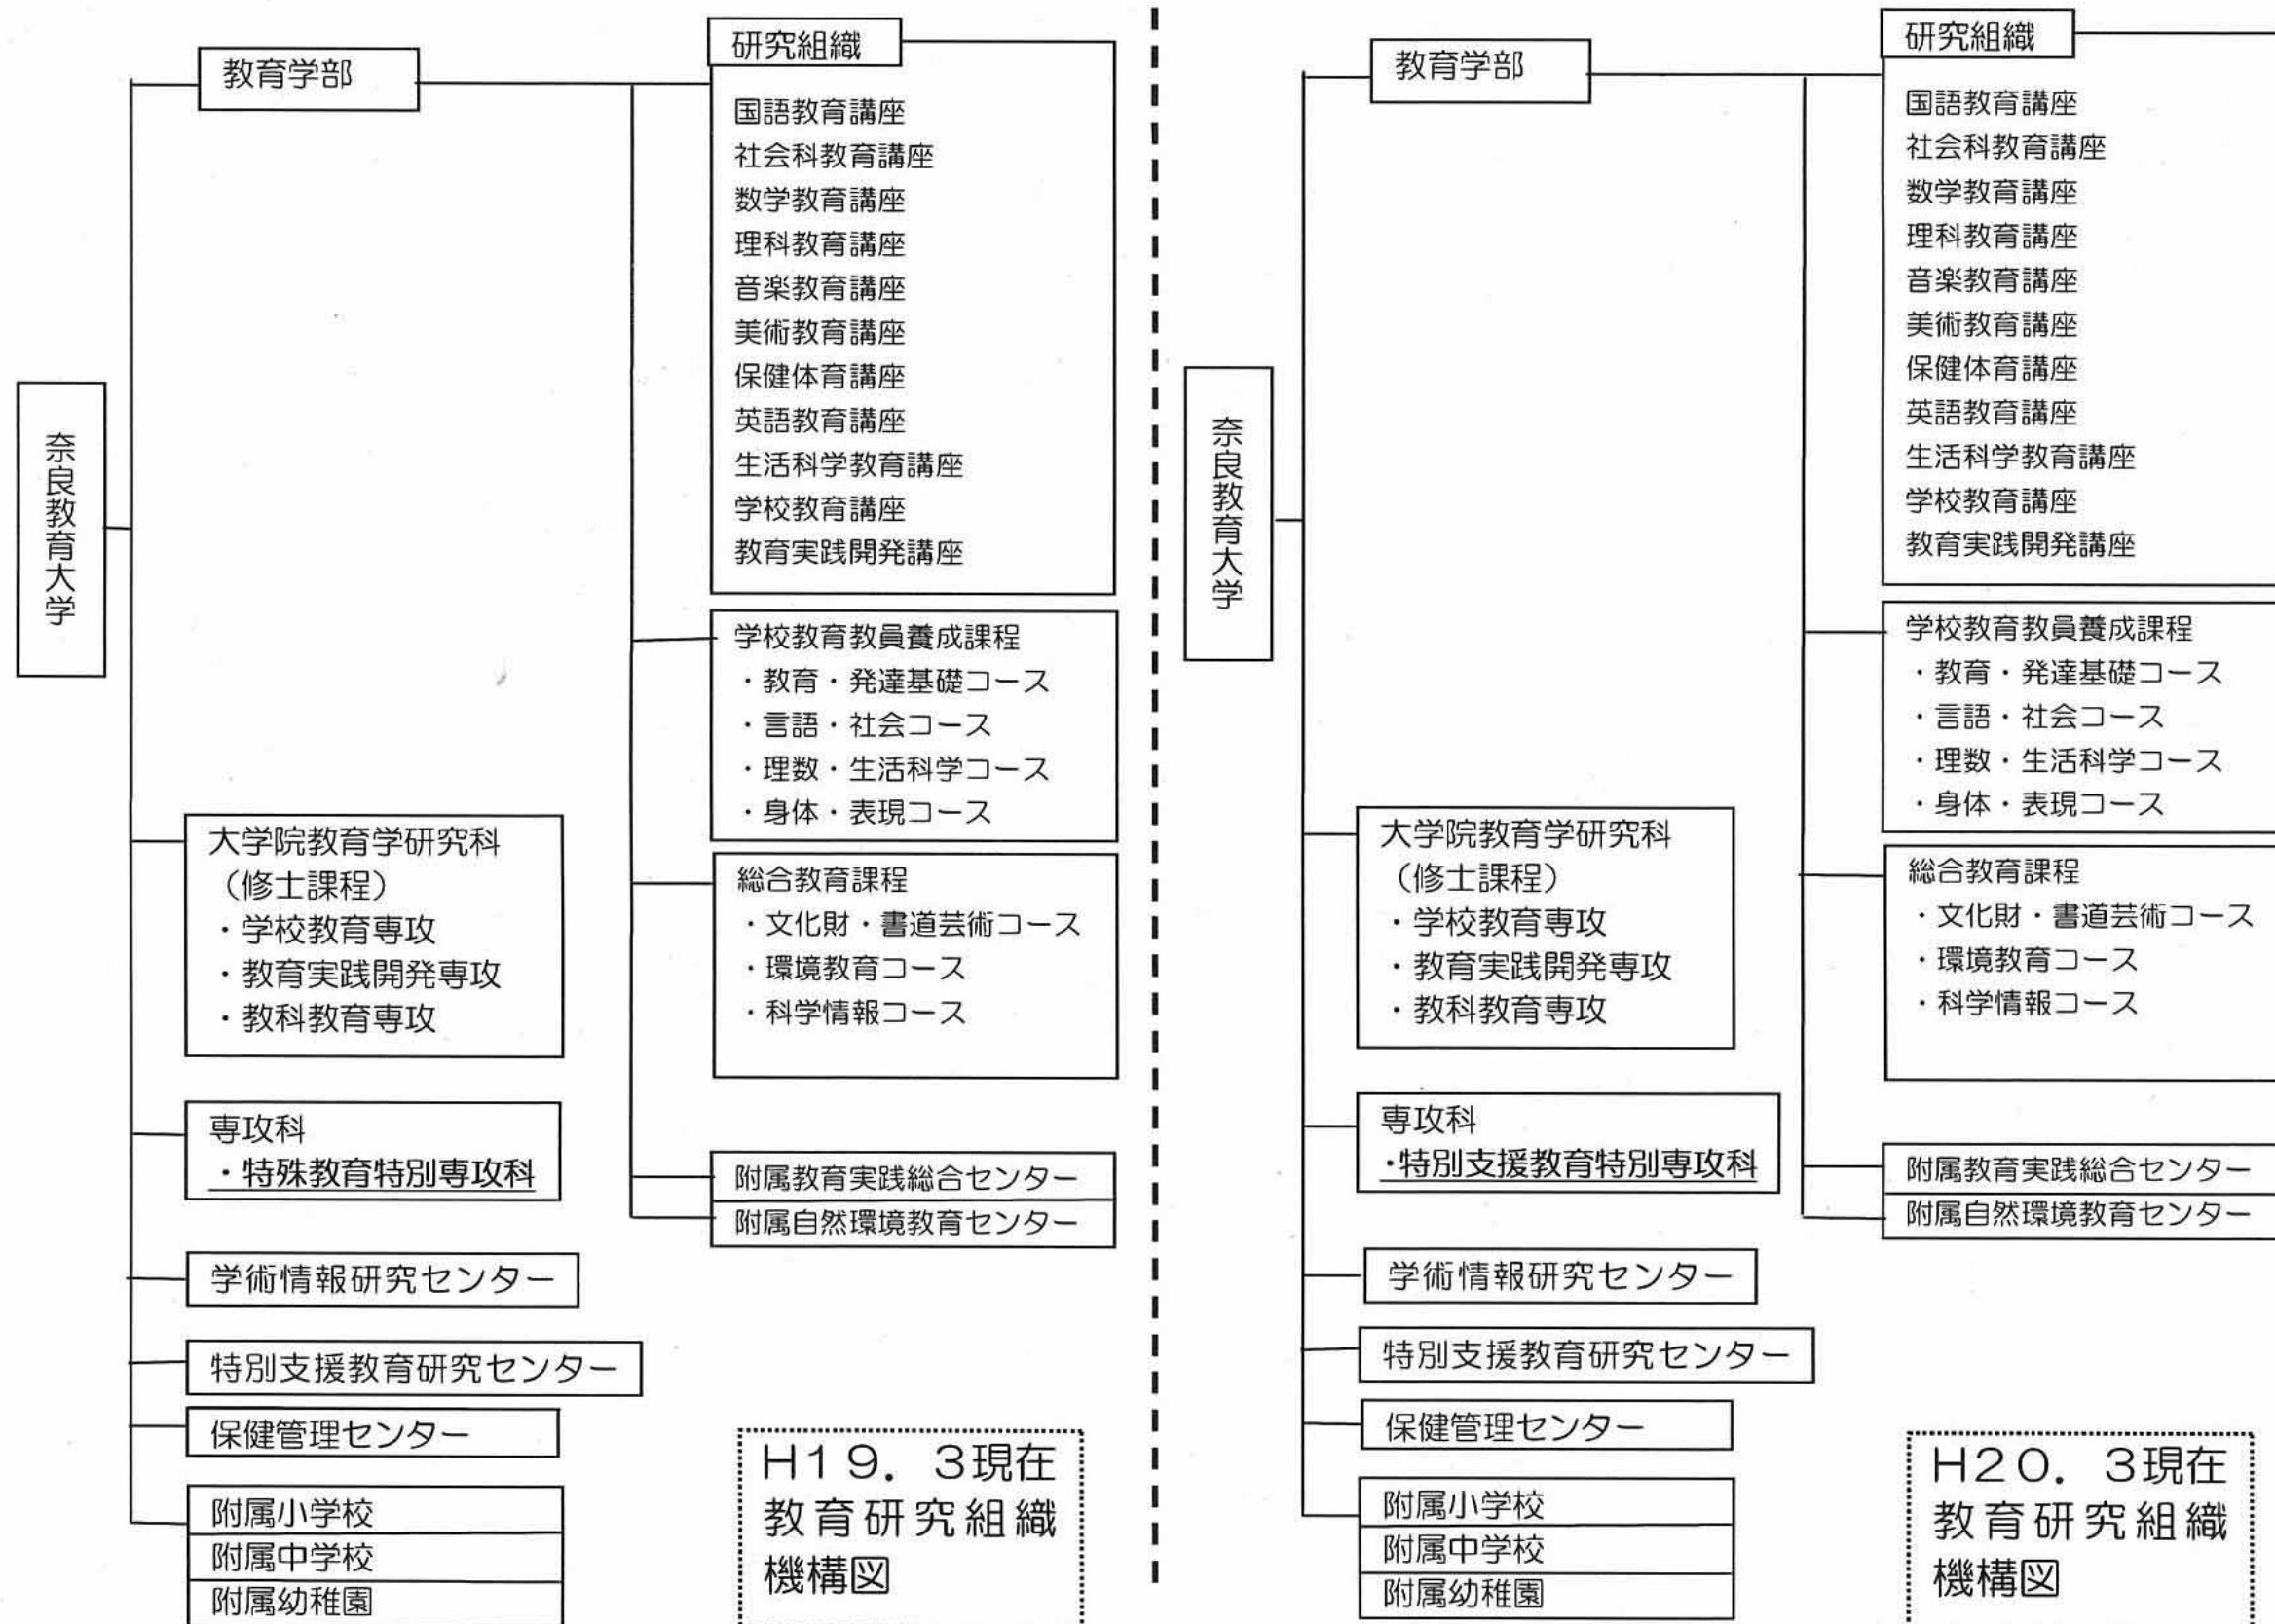 奈良教育大学
教育学部
研究組織
国語教育講座
社会科教育講座
数学教育講座
理科教育講座
音楽教育講座
美術教育講座
保健体育講座
英語教育講座
生活科学教育講座
学校教育講座
教育実践開発講座
学校教育教員養成課程
・教育・発達基礎コース
・言語・社会コース
・理数・生活科学コース
・身体・表現コース
総合教育課程
・文化財・書道芸術コース
・環境教育コース
・科学情報コース
附属教育実践総合センター
附属自然環境教育センター
大学院教育学研究科
（修士課程）
・学校教育専攻
・教育実践開発専攻
・教科教育専攻
専攻科
・特殊教育特別専攻科
学術情報研究センター
特別支援教育研究センター
保健管理センター
附属小学校
附属中学校
附属幼稚園
H19．3現在
教育研究組織
機構図
奈良教育大学
教育学部
研究組織
国語教育講座
社会科教育講座
数学教育講座
理科教育講座
音楽教育講座
美術教育講座
保健体育講座
英語教育講座
生活科学教育講座
学校教育講座
教育実践開発講座
学校教育教員養成課程
・教育・発達基礎コース
・言語・社会コース
・理数・生活科学コース
・身体・表現コース
総合教育課程
・文化財・書道芸術コース
・環境教育コース
・科学情報コース
附属教育実践総合センター
附属自然環境教育センター
大学院教育学研究科
（修士課程）
・学校教育専攻
・教育実践開発専攻
・教科教育専攻
専攻科
・特別支援教育特別専攻科
学術情報研究センター
特別支援教育研究センター
保健管理センター
附属小学校
附属中学校
附属幼稚園
H20．3現在
教育研究組織
機構図